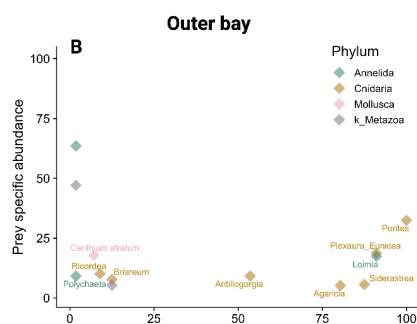 Outer bay
B
Phylum
Annelida
Cnidaria
Mollusca
k_Metazoa
Prey specific abundance
100
75
50
25
0
Cerithium atratum
Ricordea
Briareum
Polychaeta
Antillogorgia
Porites
Plexaura_Eunicea
Loimia
Siderastrea
Agaricia
0
25
50
75
100